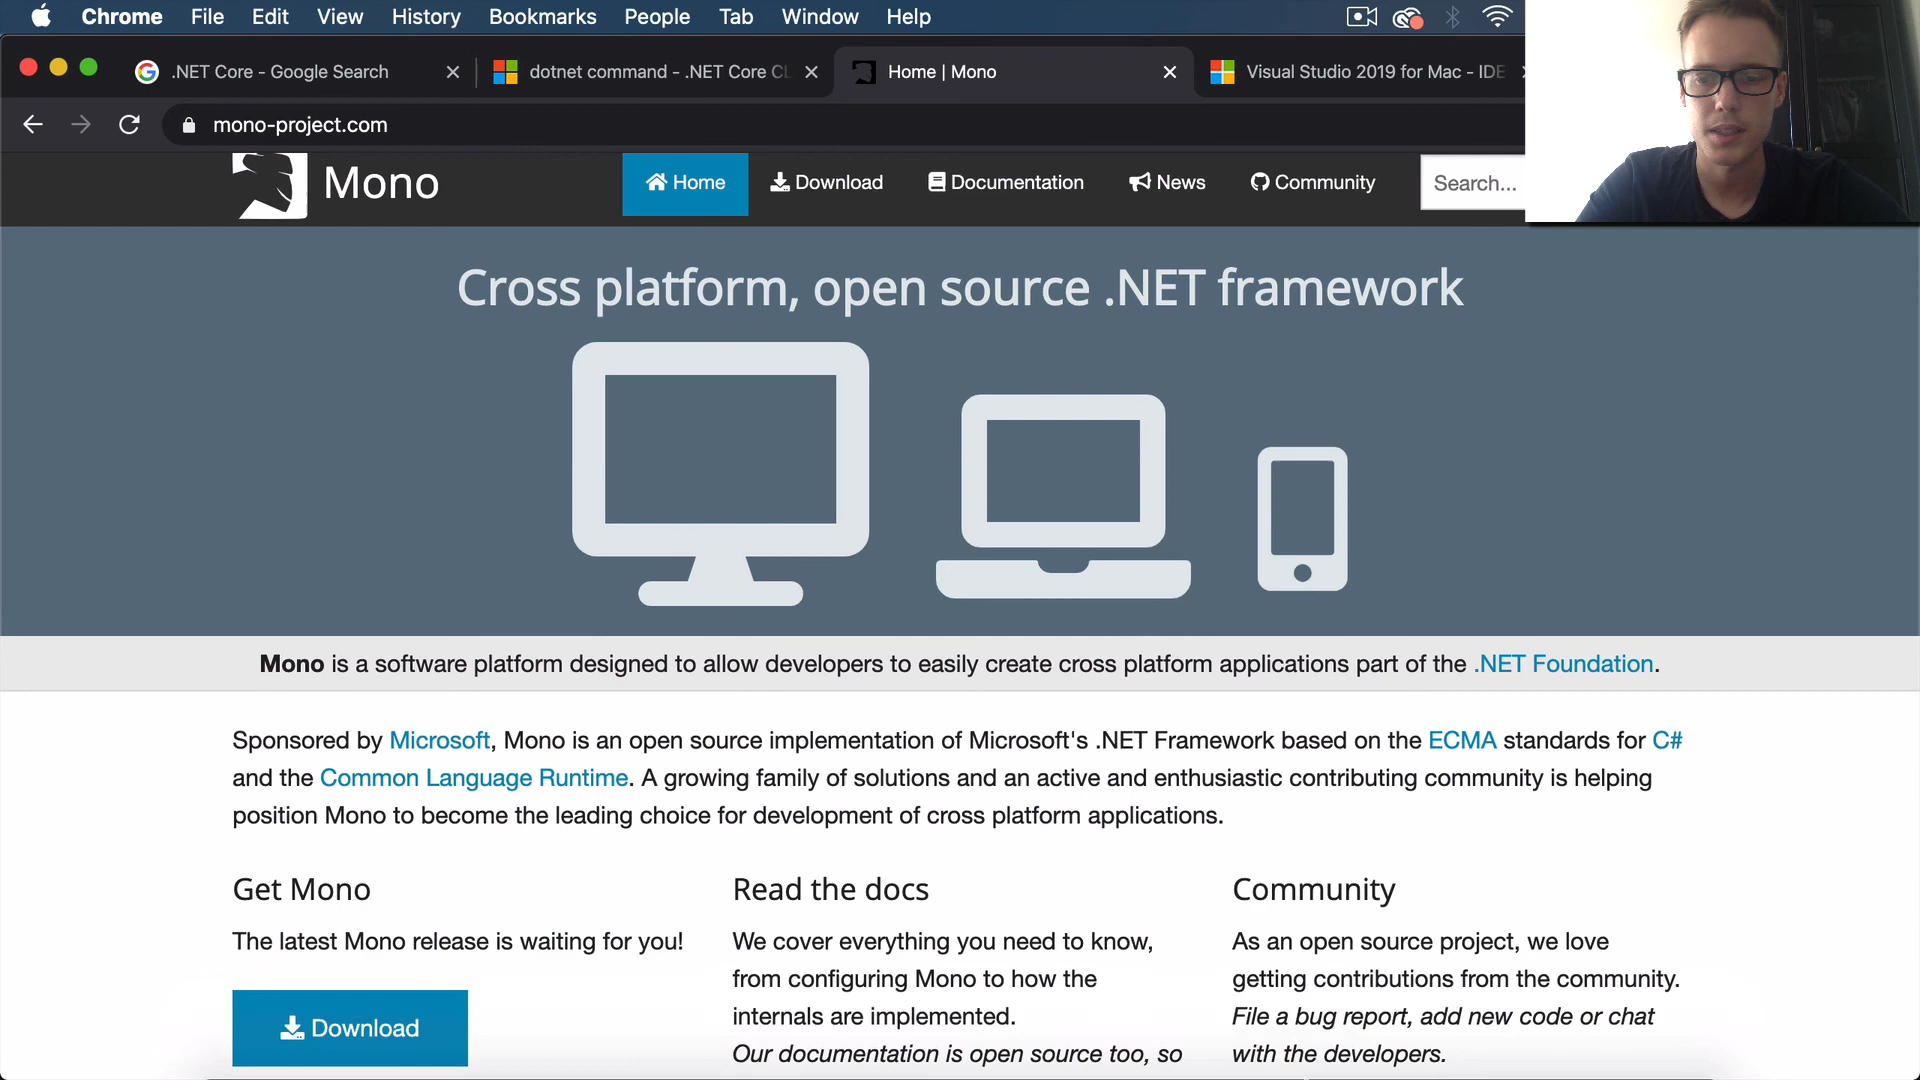 Chrome File Edit View History Bookmarks People Tab Window Help
.NET Core - Google Search
dotnet command - .NET Core CL
Home | Mono
Visual Studio 2019 for Mac - IDE
mono-project.com
Mono
Home
Download
Documentation
News
Community
Search...
Cross platform, open source .NET framework
Mono is a software platform designed to allow developers to easily create cross platform applications part of the .NET Foundation.
Sponsored by Microsoft, Mono is an open source implementation of Microsoft's .NET Framework based on the ECMA standards for C#
and the Common Language Runtime. A growing family of solutions and an active and enthusiastic contributing community is helping
position Mono to become the leading choice for development of cross platform applications.
Get Mono
The latest Mono release is waiting for you!
Download
Read the docs
We cover everything you need to know,
from configuring Mono to how the
internals are implemented.
Our documentation is open source too, so
Community
As an open source project, we love
getting contributions from the community.
File a bug report, add new code or chat
with the developers.